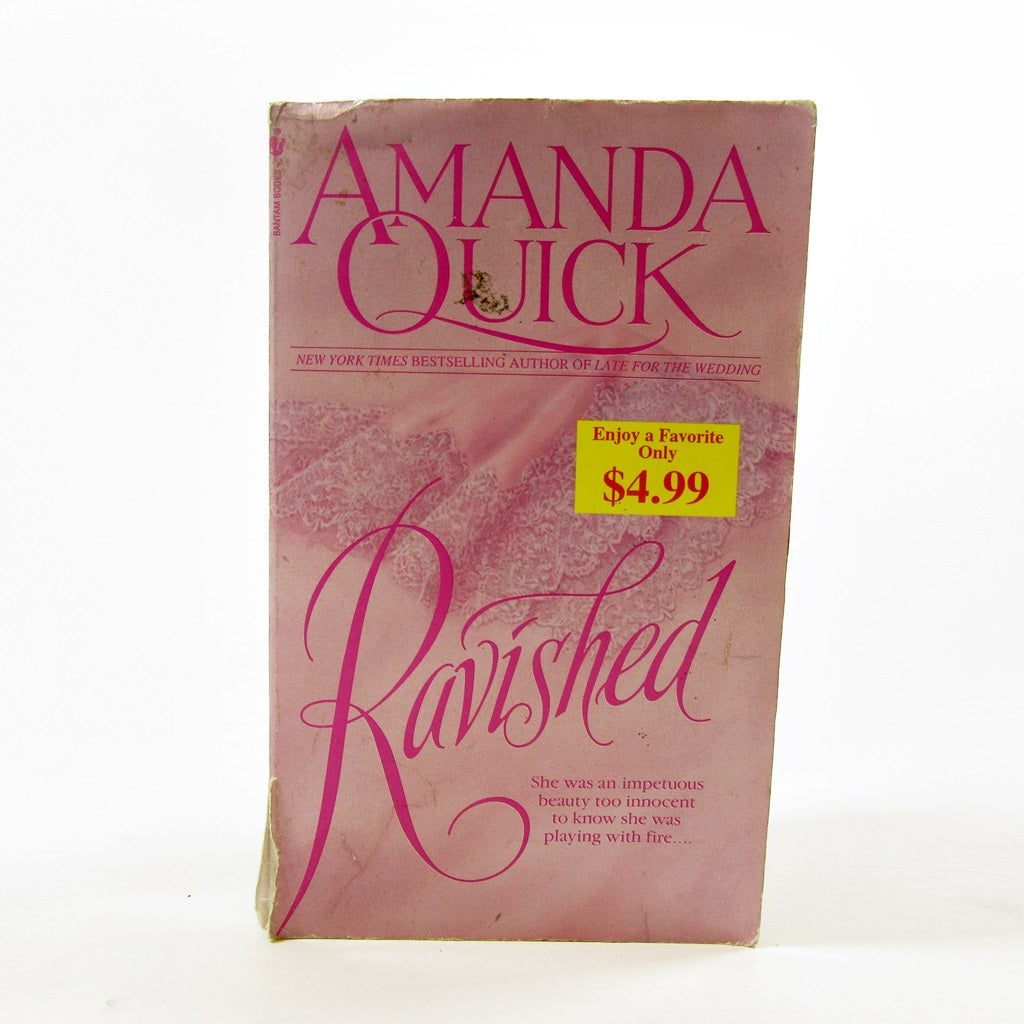 BANTAM BOOKS
AMANDA
QUICK
NEW YORK TIMES BESTSELLING AUTHOR OF LATE FOR THE WEDDING
Enjoy a Favorite
Only
$4.99
Ravished
She was an impetuous
beauty too innocent
to know she was
playing with fire....